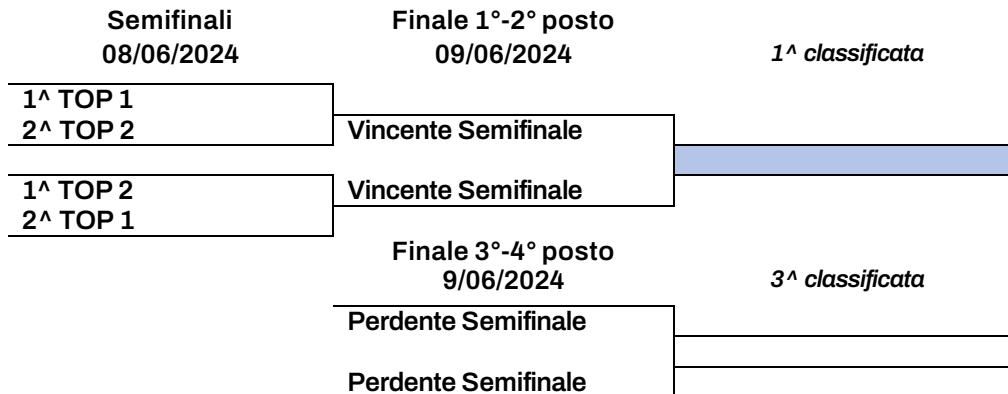 Semifinali Finale 1°-2° posto
08/06/2024 09/06/2024 1^ classificata
1^ TOP 1
2^ TOP 2 Vincente Semifinale
1^ TOP 2 Vincente Semifinale
2^ TOP 1
Finale 3°-4° posto
9/06/2024 3^ classificata
Perdente Semifinale
Perdente Semifinale